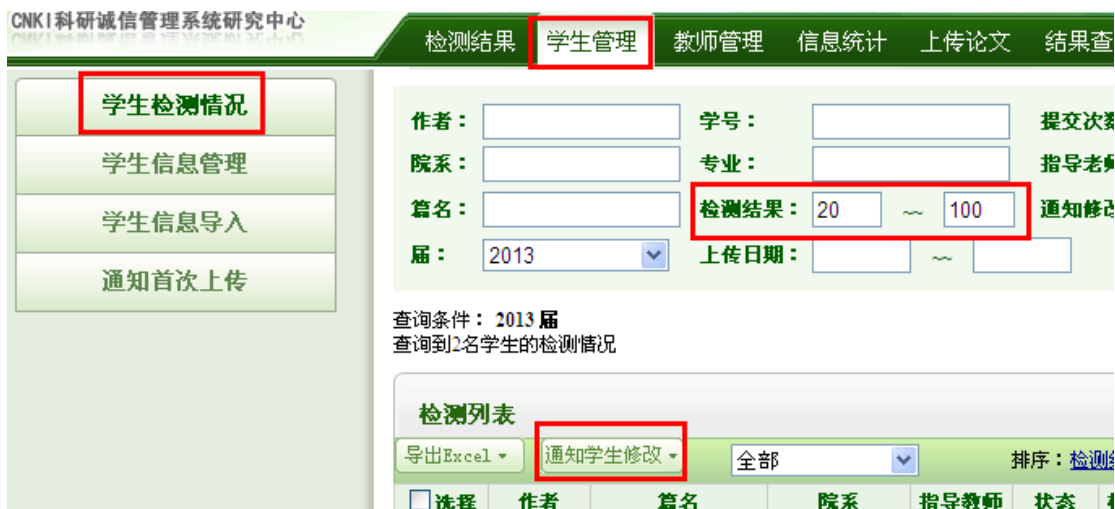 CNKI科研诚信管理系统研究中心
检测结果 学生管理 教师管理 信息统计 上传论文 结果查
学生检测情况
学生信息管理
学生信息导入
通知首次上传
作者： 学号： 提交次数
院系： 专业： 指导老师
篇名： 检测结果： 20 ~ 100 通知修改
届： 2013 上传日期： ~
查询条件： 2013 届
查询到2名学生的检测情况
检测列表
导出Excel 通知学生修改 全部 排序：检测结
选择 作者 篇名 院系 指导教师 状态